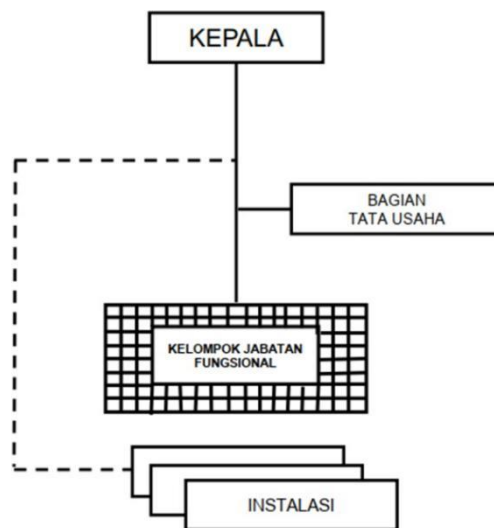 KEPALA
BAGIAN
TATA USAHA
KELOMPOK JABATAN
FUNGSIONAL
INSTALASI